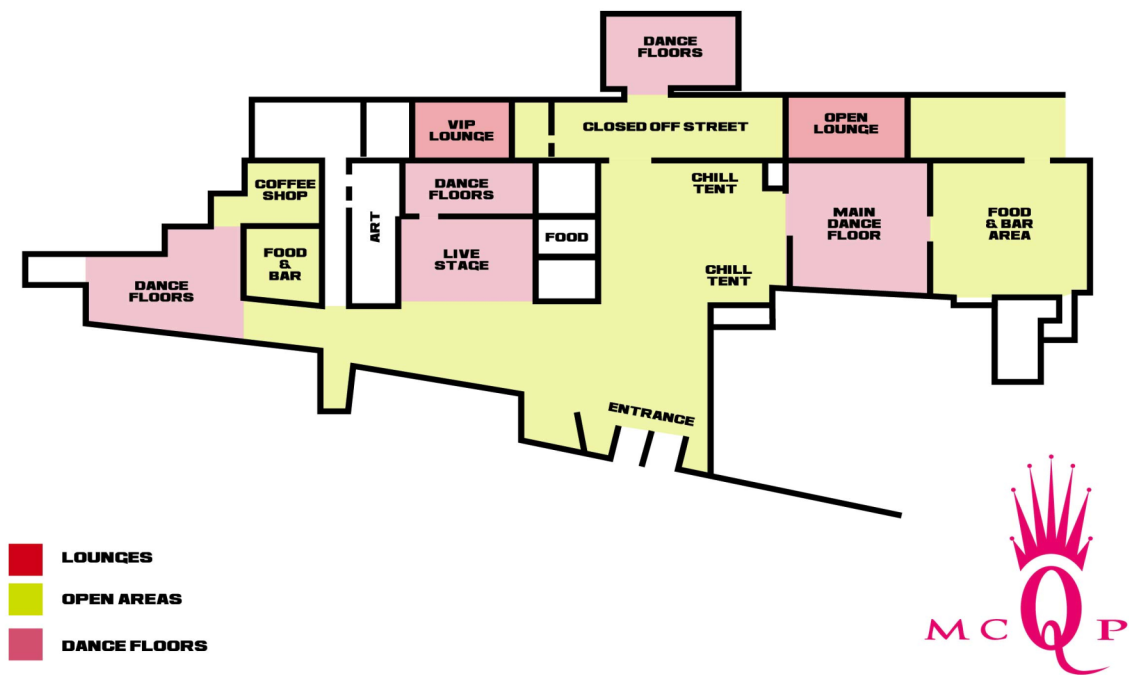 DANCE
FLOORS
VIP
LOUNGE
CLOSED OFF STREET
OPEN
LOUNGE
COFFEE
SHOP
DANCE
FLOORS
CHILL
TENT
ART
FOOD
MAIN
DANCE
FLOOR
FOOD
& BAR
AREA
FOOD
&
BAR
LIVE
STAGE
CHILL
TENT
DANCE
FLOORS
ENTRANCE
LOUNGES
OPEN AREAS
DANCE FLOORS
MCQP